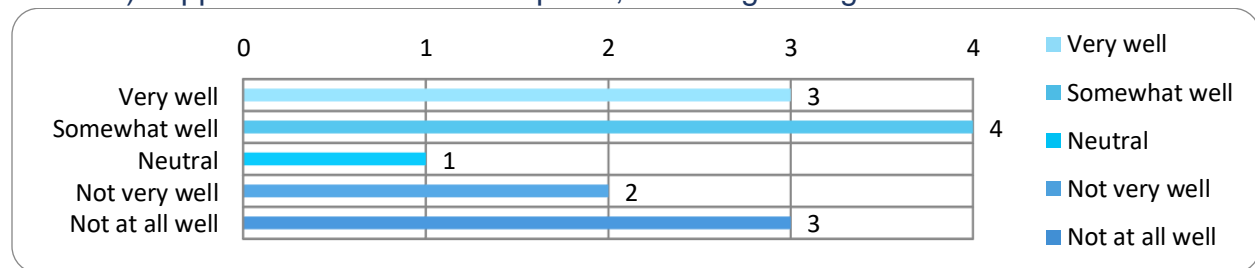 0 1 2 3 4
Very well 3
Somewhat well 4
Neutral 1
Not very well 2
Not at all well 3
Very well
Somewhat well
Neutral
Not very well
Not at all well